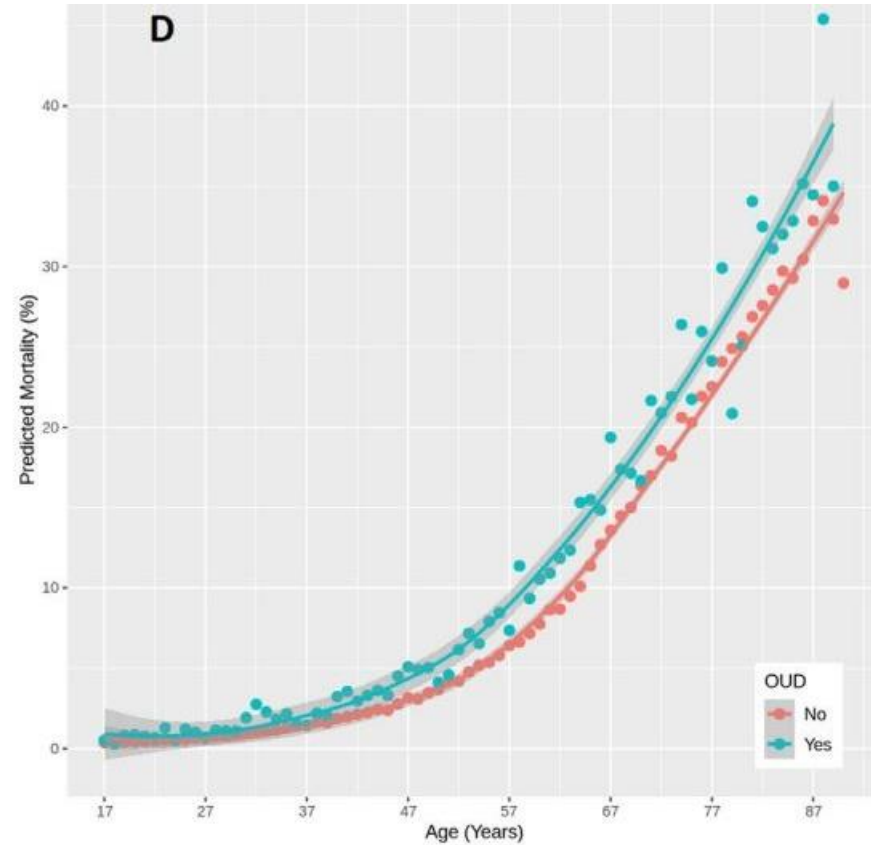 D
Predicted Mortality (%)
40
30
20
10
0
17 27 37 47 57 67 77 87
Age (Years)
OUD
No
Yes